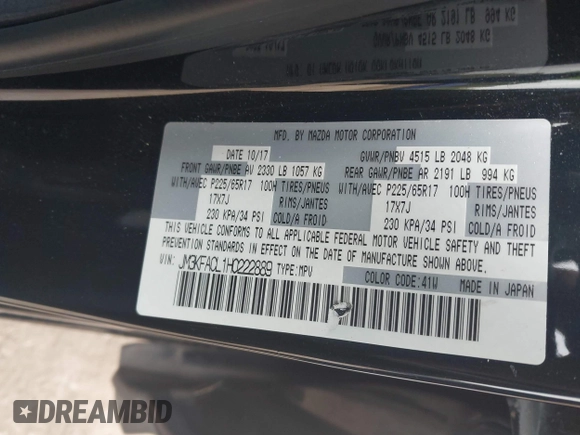 MFD. BY MAZDA MOTOR CORPORATION
DATE 10/17 GVWR/PNBV 4515 LB 2048 KG
FRONT GAWR/PNBE AV 2330 LB 1057 KG REAR GAWR/PNBE AR 2191 LB 994 KG
WITH/AVEC P225/65R17 100H TIRES/PNEUS WITH/AVEC P225/65R17 100H TIRES/PNEUS
17X7J RIMS/JANTES 17X7J RIMS/JANTES
230 KPA/34 PSI COLD/A FROID 230 KPA/34 PSI COLD/A FROID
THIS VEHICLE CONFORMS TO ALL APPLICABLE FEDERAL MOTOR VEHICLE SAFETY AND THEFT
PREVENTION STANDARDS IN EFFECT ON THE DATE OF MANUFACTURE SHOWN ABOVE.
VIN: JM3KFACL1H0222889 TYPE:MPV
COLOR CODE:41W MADE IN JAPAN
DREAMBID